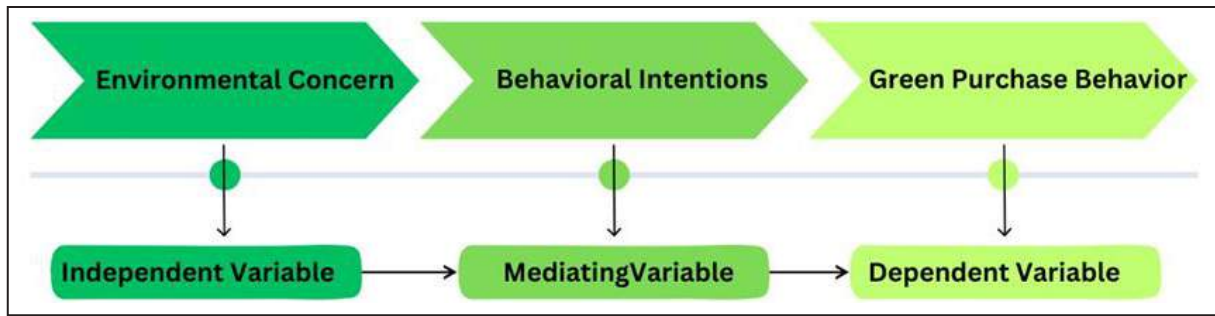 Environmental Concern
Behavioral Intentions
Green Purchase Behavior
Independent Variable
MediatingVariable
Dependent Variable